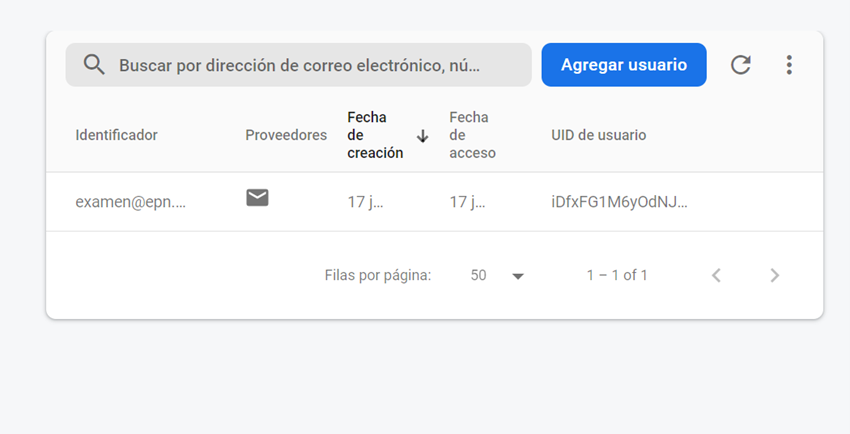 Buscar por dirección de correo electrónico, nú...
Agregar usuario
Identificador
Proveedores
Fecha
de
creación
Fecha
de
acceso
UID de usuario
examen@epn....
17 j...
17 j...
iDfxFG1M6yOdNJ...
Filas por página:
50
1 – 1 of 1